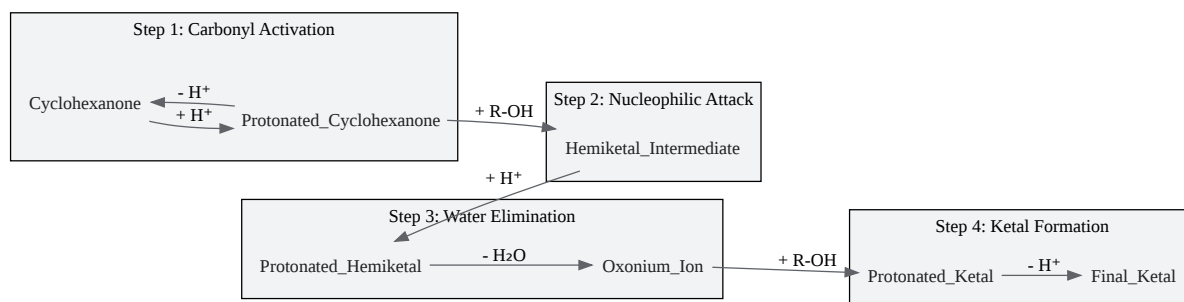 Step 1: Carbonyl Activation
Cyclohexanone
- H⁺
+ H⁺
Protonated_Cyclohexanone
+ R-OH
Step 2: Nucleophilic Attack
Hemiketal_Intermediate
+ H⁺
Step 3: Water Elimination
Protonated_Hemiketal
- H₂O
Oxonium_Ion
+ R-OH
Step 4: Ketal Formation
Protonated_Ketal
- H⁺
Final_Ketal